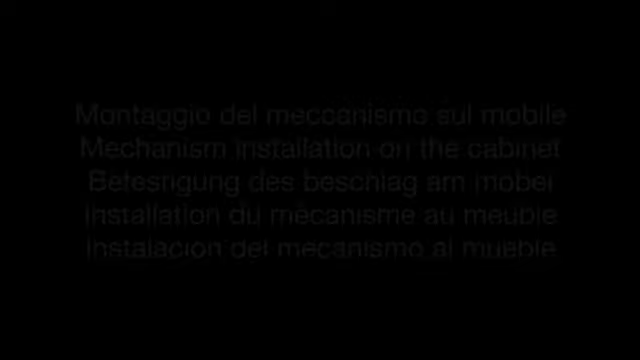 Montaggio del meccanismo sul mobile
Mechanism installation on the cabinet
Befestigung des beschlag am möbel
Installation du mécanisme au meuble
Instalación del mecanismo al mueble